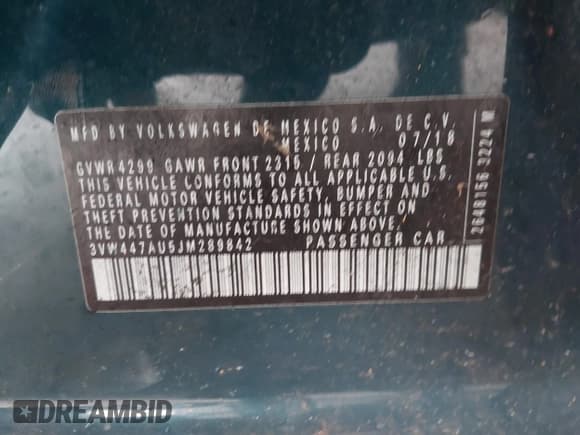 MFD BY VOLKSWAGEN DE MEXICO S.A. DE C.V.
MEXICO 07/18
GVWR 4299 GAWR FRONT 2315 / REAR 2094 LBS
THIS VEHICLE CONFORMS TO ALL APPLICABLE U.S.
FEDERAL MOTOR VEHICLE SAFETY, BUMPER AND
THEFT PREVENTION STANDARDS IN EFFECT ON
THE DATE OF MANUFACTURE SHOWN ABOVE.
3VW447AU5JM289842 PASSENGER CAR
2648156 3224 M
DREAMBID